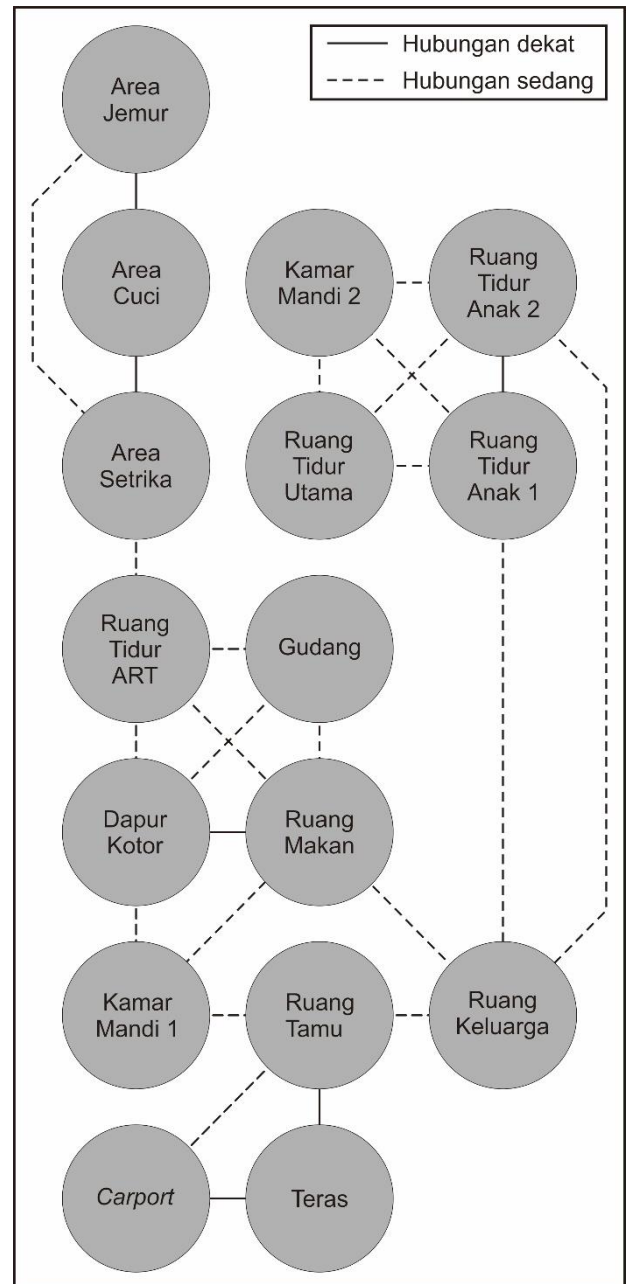 Hubungan dekat
Hubungan sedang
Area
Jemur
Area
Cuci
Kamar
Mandi 2
Ruang
Tidur
Anak 2
Area
Setrika
Ruang
Tidur
Utama
Ruang
Tidur
Anak 1
Ruang
Tidur
ART
Gudang
Dapur
Kotor
Ruang
Makan
Kamar
Mandi 1
Ruang
Tamu
Ruang
Keluarga
Carport
Teras